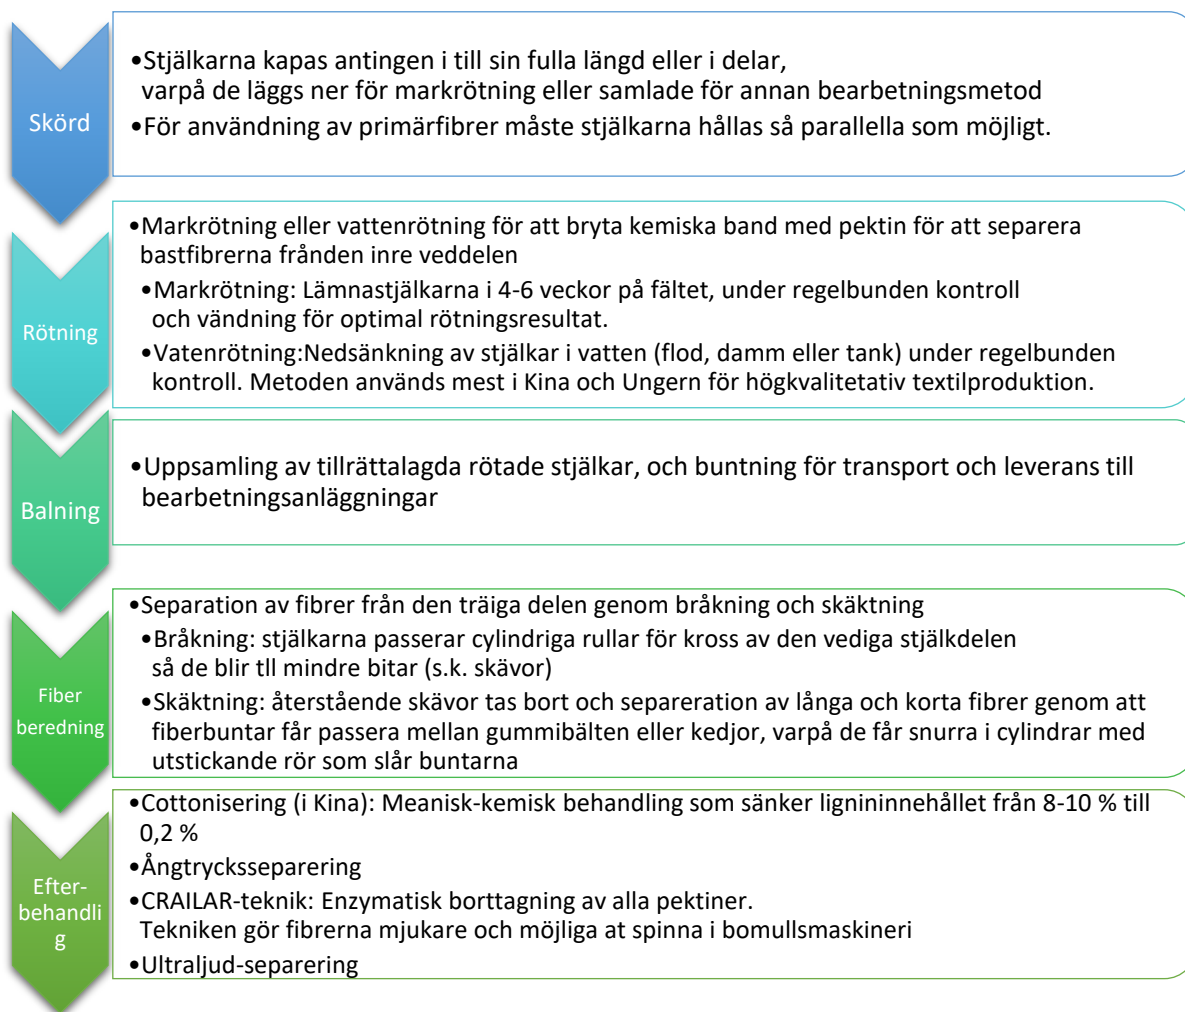 Skörd
•Stjälkarna kapas antingen i till sin fulla längd eller i delar,
varpå de läggs ner för markrötning eller samlade för annan bearbetningsmetod
•För användning av primärfibrer måste stjälkarna hållas så parallella som möjligt.
Rötning
•Markrötning eller vattenrötning för att bryta kemiska band med pektin för att separera
bastfibrerna frånden inre veddelen
•Markrötning: Lämnastjälkarna i 4-6 veckor på fältet, under regelbunden kontroll
och vändning för optimal rötningsresultat.
•Vatenrötning:Nedsänkning av stjälkar i vatten (flod, damm eller tank) under regelbunden
kontroll. Metoden används mest i Kina och Ungern för högkvalitetativ textilproduktion.
Balning
•Uppsamling av tillrättalagda rötade stjälkar, och buntning för transport och leverans till
bearbetningsanläggningar
Fiber
beredning
•Separation av fibrer från den träiga delen genom bråkning och skäktning
•Bråkning: stjälkarna passerar cylindriga rullar för kross av den vediga stjälkdelen
så de blir tll mindre bitar (s.k. skävor)
•Skäktning: återstående skävor tas bort och separeration av långa och korta fibrer genom att
fiberbuntar får passera mellan gummibälten eller kedjor, varpå de får snurra i cylindrar med
utstickande rör som slår buntarna
Efter-
behandli
g
•Cottonisering (i Kina): Meanisk-kemisk behandling som sänker lignininnehållet från 8-10 % till
0,2 %
•Ångtrycksseparering
•CRAILAR-teknik: Enzymatisk borttagning av alla pektiner.
Tekniken gör fibrerna mjukare och möjliga at spinna i bomullsmaskineri
•Ultraljud-separering